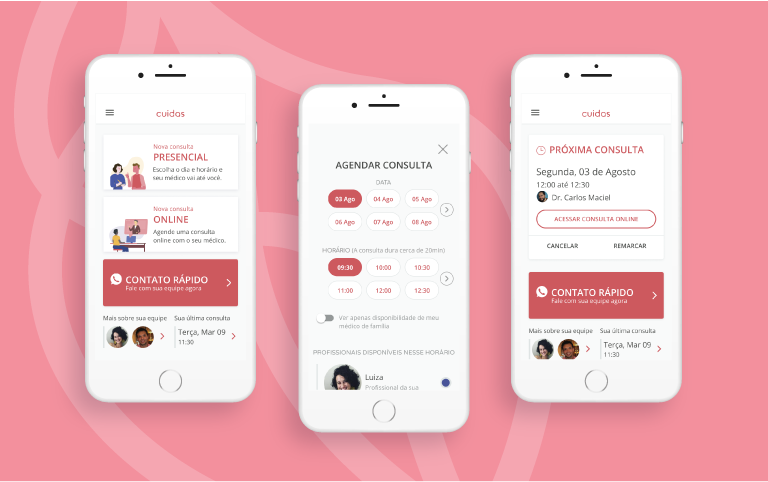 cuidas
Nova consulta
PRESENCIAL
Escolha o dia e horário e
seu médico vai até você.
Nova consulta
ONLINE
Agende uma consulta
online com o seu médico.
CONTATO RÁPIDO
Fale com sua equipe agora
Mais sobre sua equipe
Sua última consulta
Terça, Mar 09
11:30
AGENDAR CONSULTA
DATA
03 Ago 04 Ago 05 Ago
06 Ago 07 Ago 08 Ago
HORÁRIO (A consulta dura cerca de 20min)
09:30 10:00 10:30
11:00 12:00 12:30
Ver apenas disponibilidade de meu
médico de família
PROFISSIONAIS DISPONÍVEIS NESSE HORÁRIO
Luiza
Profissional da sua
cuidas
PRÓXIMA CONSULTA
Segunda, 03 de Agosto
12:00 até 12:30
Dr. Carlos Maciel
ACESSAR CONSULTA ONLINE
CANCELAR REMARCAR
CONTATO RÁPIDO
Fale com sua equipe agora
Mais sobre sua equipe
Sua última consulta
Terça, Mar 09
11:30